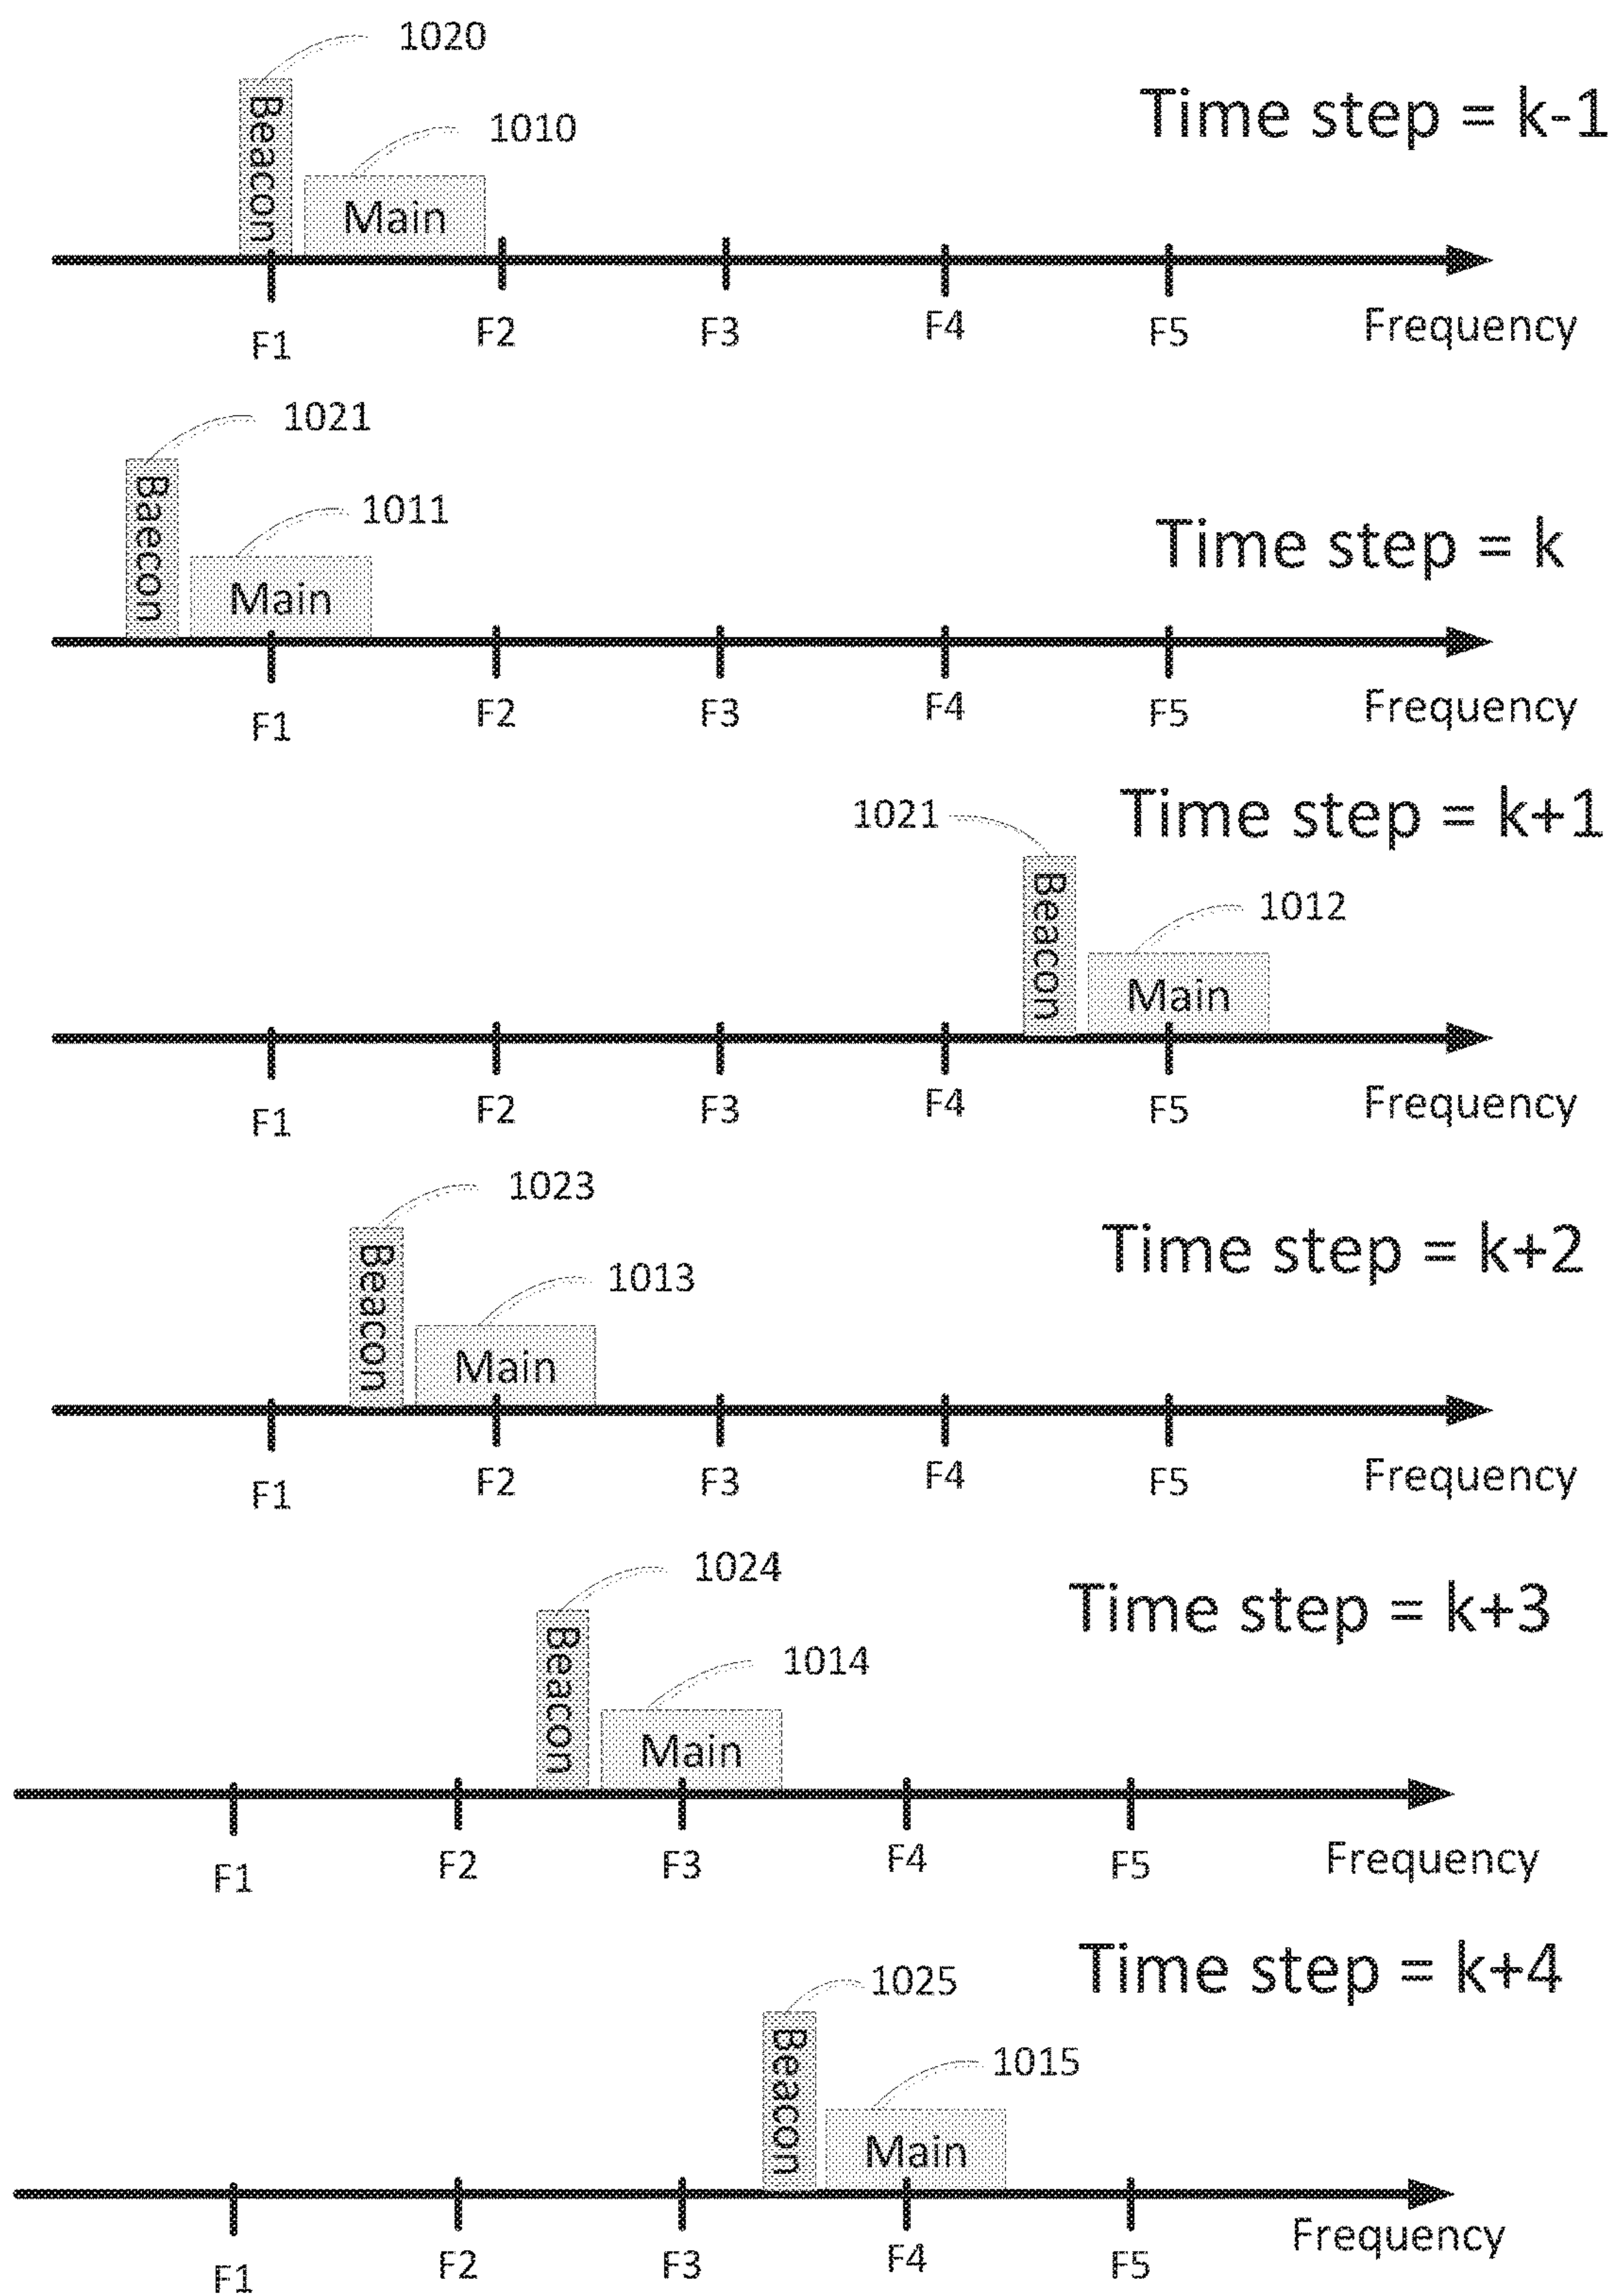 1020
Time step = k-1
Beacon
1010
Main
F1 F2 F3 F4 F5 Frequency
1021
Baecon
1011
Time step = k
Main
F1 F2 F3 F4 F5 Frequency
1021
Time step = k+1
Beacon
1012
Main
F1 F2 F3 F4 F5 Frequency
1023
Time step = k+2
Beacon
1013
Main
F1 F2 F3 F4 F5 Frequency
1024
Time step = k+3
Beacon
1014
Main
F1 F2 F3 F4 F5 Frequency
1025
Time step = k+4
Beacon
1015
Main
F1 F2 F3 F4 F5 Frequency